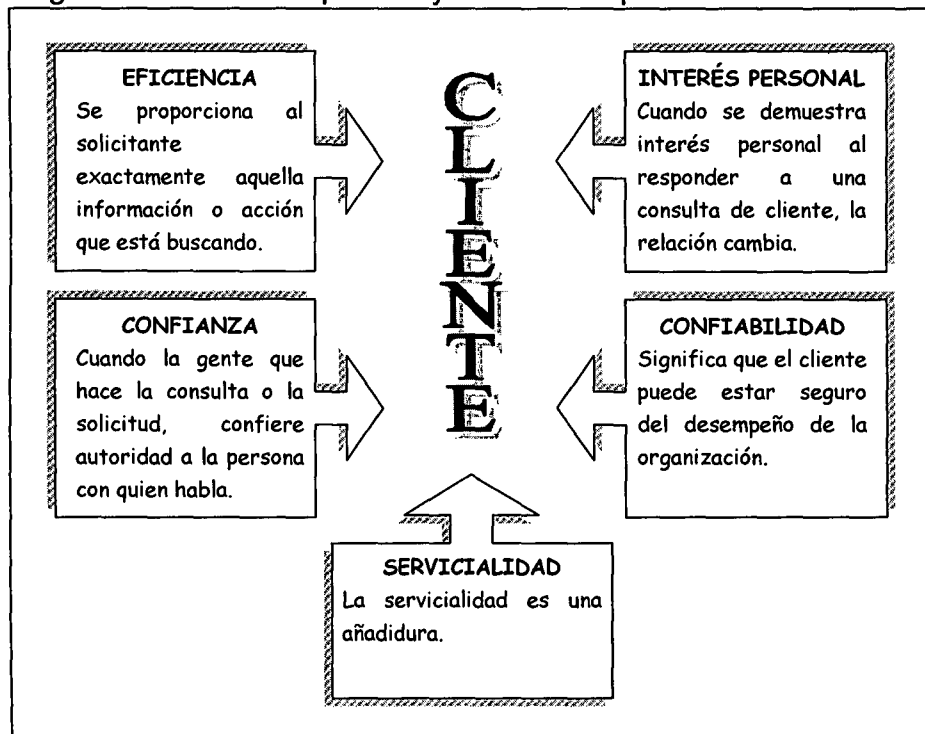 EFICIENCIA
Se proporciona al
solicitante
exactamente aquella
información o acción
que está buscando.
CLIENTE
INTERÉS PERSONAL
Cuando se demuestra
interés personal al
responder a una
consulta de cliente, la
relación cambia.
CONFIANZA
Cuando la gente que
hace la consulta o la
solicitud, confiere
autoridad a la persona
con quien habla.
CONFIABILIDAD
Significa que el cliente
puede estar seguro
del desempeño de la
organización.
SERVICIALIDAD
La servicialidad es una
añadidura.